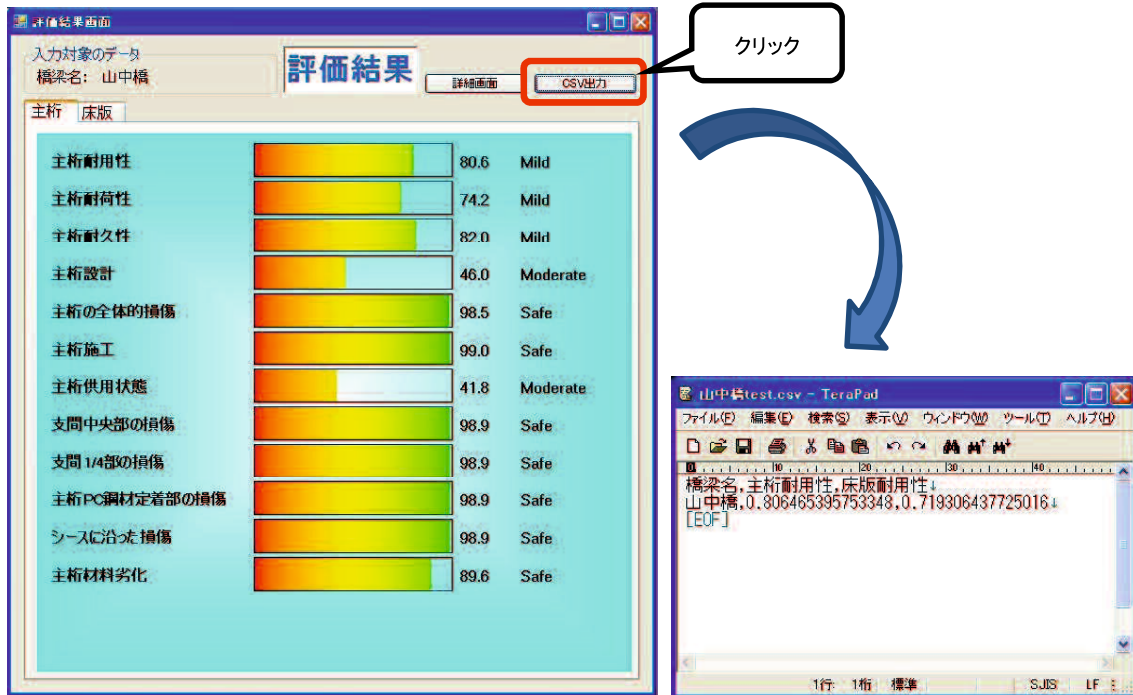 評価結果画面
入力対象のデータ
橋梁名: 山中橋
評価結果
詳細画面
CSV出力
クリック
主桁 床版
主桁耐用性 80.6 Mild
主桁耐荷性 74.2 Mild
主桁耐久性 82.0 Mild
主桁設計 46.0 Moderate
主桁の全体的損傷 98.5 Safe
主桁施工 99.0 Safe
主桁供用状態 41.8 Moderate
支間中央部の損傷 98.9 Safe
支間1/4部の損傷 98.9 Safe
主桁PC鋼材定着部の損傷 98.9 Safe
シースに沿った損傷 98.9 Safe
主桁材料劣化 89.6 Safe
山中橋test.csv - TeraPad
ファイル(F) 編集(E) 検索(S) 表示(V) ウィンドウ(W) ツール(T) ヘルプ(H)
0 10 20 30 40
橋梁名,主桁耐用性,床版耐用性↓
山中橋,0.806465395753348,0.719306437725016↓
[EOF]
1行: 1桁 標準 SJIS LF